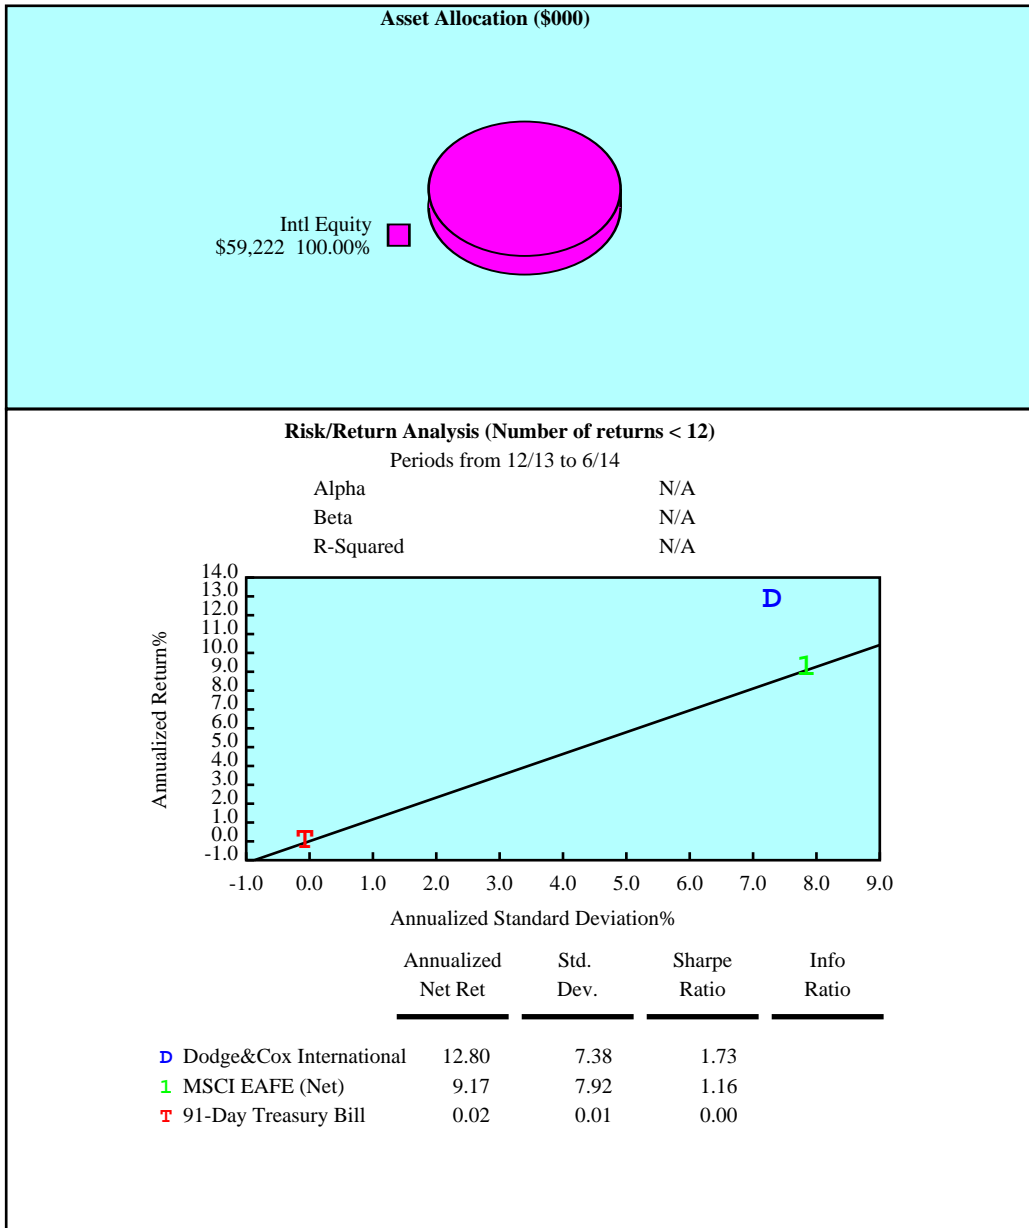 Asset Allocation ($000)
Intl Equity
$59,222 100.00%
Risk/Return Analysis (Number of returns < 12)
Periods from 12/13 to 6/14
Alpha N/A
Beta N/A
R-Squared N/A
14.0
13.0
12.0
11.0
10.0
9.0
8.0
7.0
6.0
5.0
4.0
3.0
2.0
1.0
0.0
-1.0
Annualized Return%
D
1
T
-1.0 0.0 1.0 2.0 3.0 4.0 5.0 6.0 7.0 8.0 9.0
Annualized Standard Deviation%
Annualized Std. Sharpe Info
Net Ret Dev. Ratio Ratio
D Dodge&Cox International 12.80 7.38 1.73
1 MSCI EAFE (Net) 9.17 7.92 1.16
T 91-Day Treasury Bill 0.02 0.01 0.00